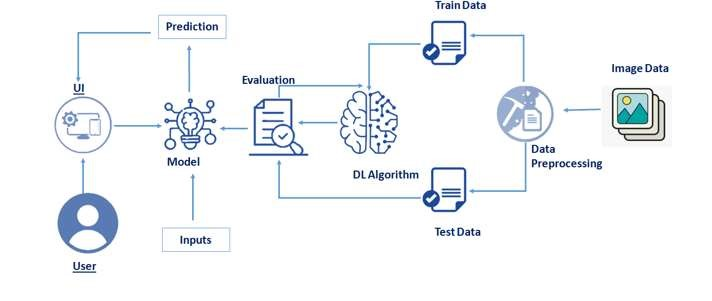 Train Data
Prediction
Evaluation
Image Data
UI
Model
DL Algorithm
Data
Preprocessing
Inputs
Test Data
User